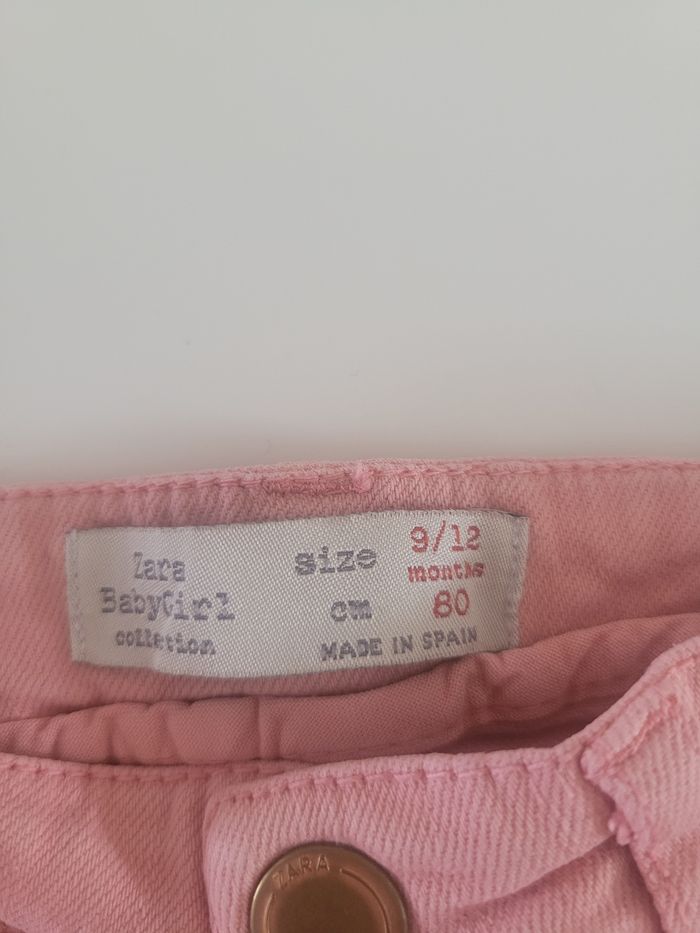 Zara
BabyGirl
collection
size 9/12
months
cm 80
MADE IN SPAIN
ZARA